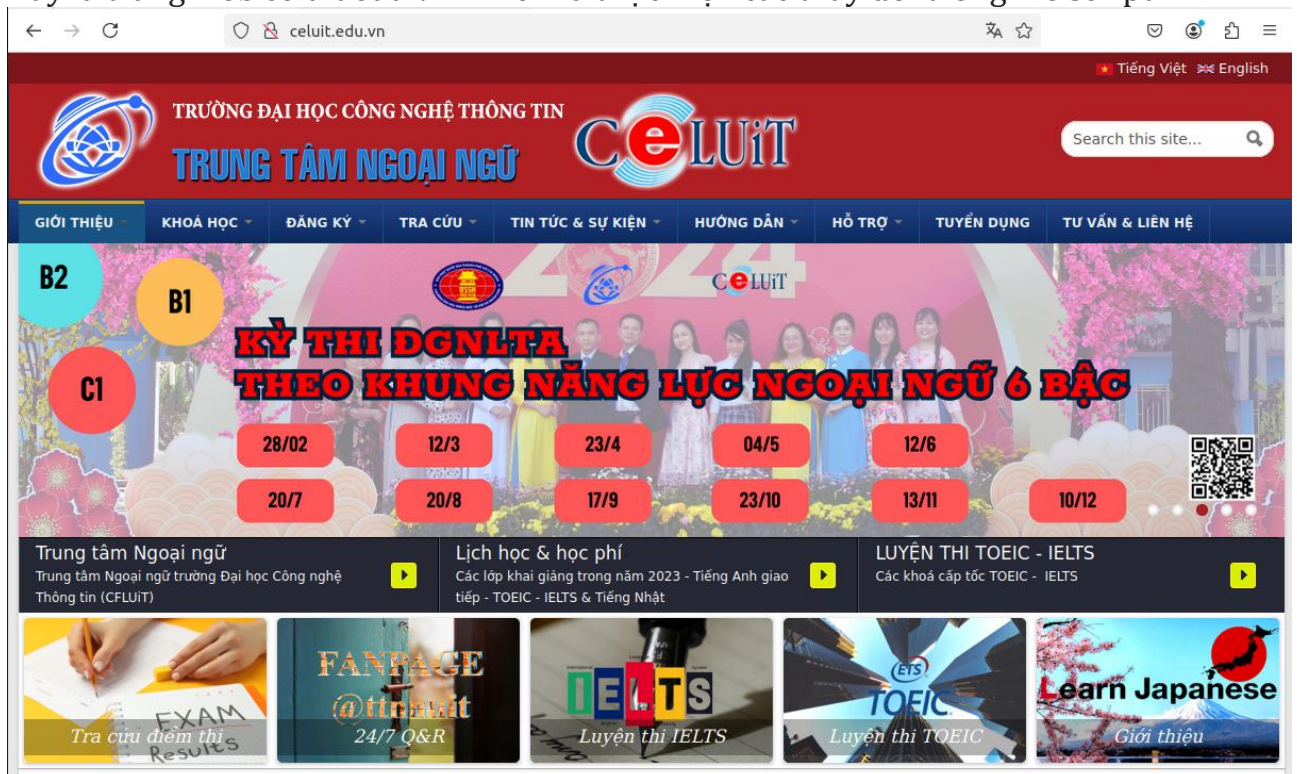 celuit.edu.vn
Tiếng Việt English
TRƯỜNG ĐẠI HỌC CÔNG NGHỆ THÔNG TIN
TRUNG TÂM NGOẠI NGỮ
CeLUiT
Search this site...
GIỚI THIỆU KHOÁ HỌC ĐĂNG KÝ TRA CỨU TIN TỨC & SỰ KIỆN HƯỚNG DẪN HỖ TRỢ TUYỂN DỤNG TƯ VẤN & LIÊN HỆ
2024
B2
B1
C1
CeLUiT
KỲ THI ĐGNLTA
THEO KHUNG NĂNG LỰC NGOẠI NGỮ 6 BẬC
28/02 12/3 23/4 04/5 12/6
20/7 20/8 17/9 23/10 13/11 10/12
Trung tâm Ngoại ngữ
Trung tâm Ngoại ngữ trường Đại học Công nghệ
Thông tin (CFLUiT)
Lịch học & học phí
Các lớp khai giảng trong năm 2023 - Tiếng Anh giao
tiếp - TOEIC - IELTS & Tiếng Nhật
LUYỆN THI TOEIC - IELTS
Các khoá cấp tốc TOEIC - IELTS
EXAM
Results
Tra cứu điểm thi
FANPAGE
@ttnnuit
24/7 Q&R
IELTS
Luyện thi IELTS
ETS
TOEIC
Luyện thi TOEIC
Learn Japanese
Giới thiệu